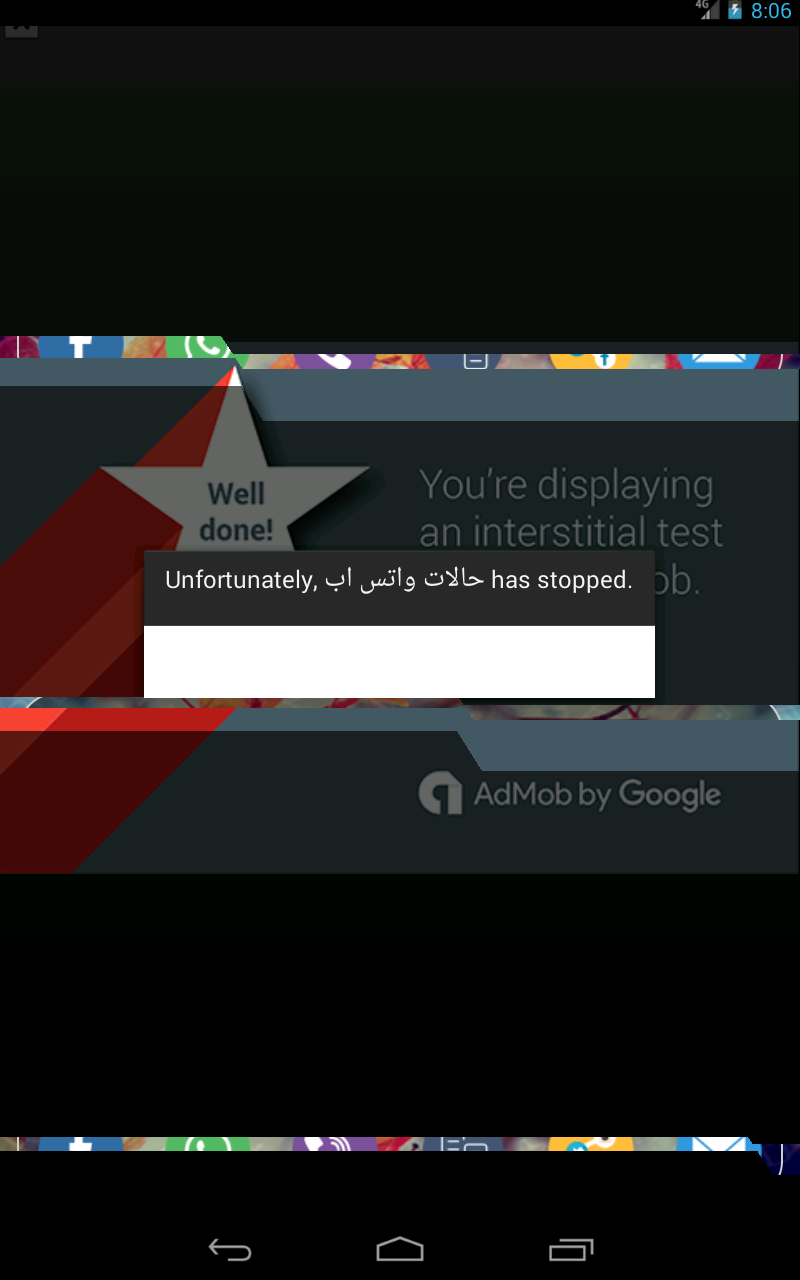 4G 8:06
Well
done!
You're displaying
an interstitial test
ob.
Unfortunately, حالات واتس اب has stopped.
AdMob by Google